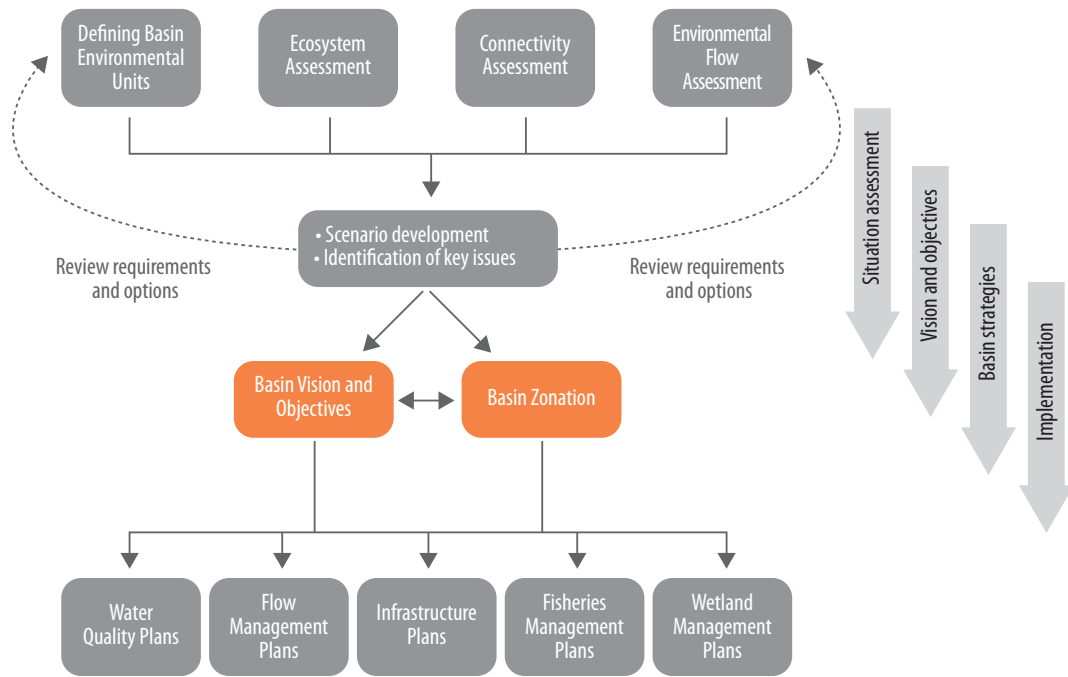 Defining Basin
Environmental
Units
Ecosystem
Assessment
Connectivity
Assessment
Environmental
Flow
Assessment
• Scenario development
• Identification of key issues
Review requirements
and options
Review requirements
and options
Basin Vision and
Objectives
Basin Zonation
Water
Quality Plans
Flow
Management
Plans
Infrastructure
Plans
Fisheries
Management
Plans
Wetland
Management
Plans
Situation assessment
Vision and objectives
Basin strategies
Implementation